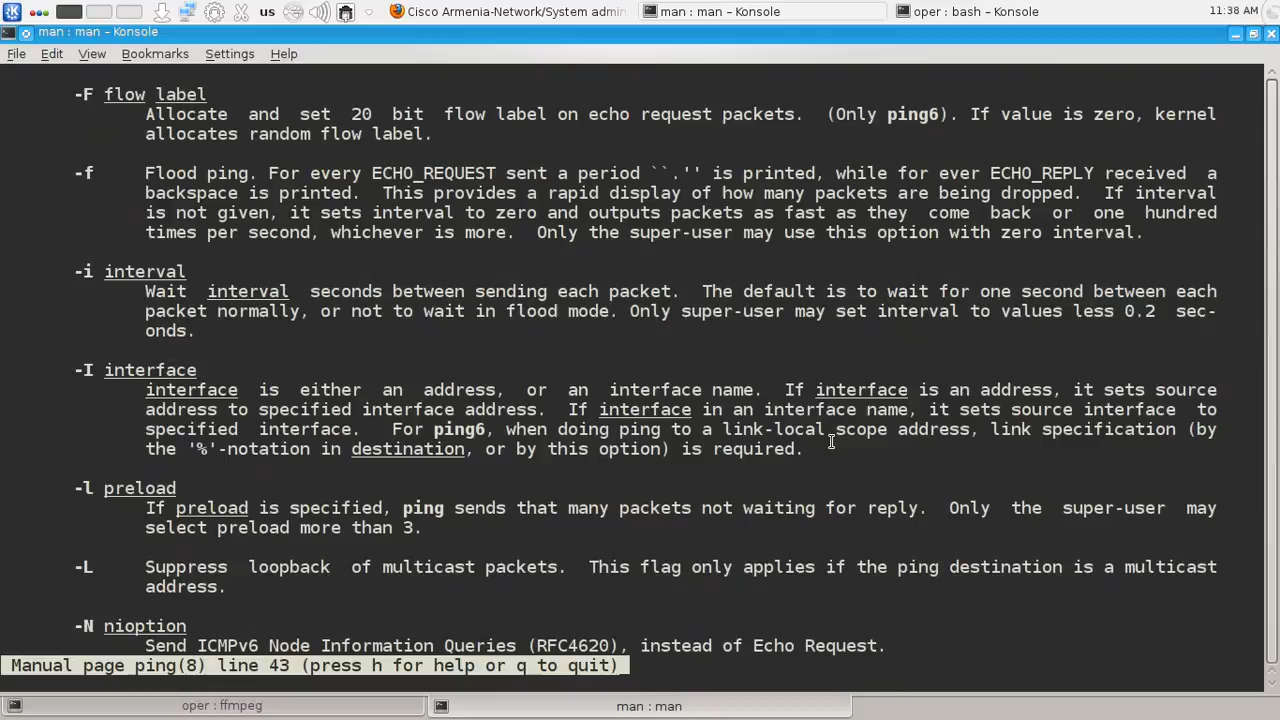 us
Cisco Armenia-Network/System admi
man : man – Konsole
oper : bash – Konsole
11:38 AM
man : man – Konsole
File Edit View Bookmarks Settings Help
-F flow label
Allocate and set 20 bit flow label on echo request packets. (Only ping6). If value is zero, kernel
allocates random flow label.
-f Flood ping. For every ECHO_REQUEST sent a period ``.'' is printed, while for ever ECHO_REPLY received a
backspace is printed. This provides a rapid display of how many packets are being dropped. If interval
is not given, it sets interval to zero and outputs packets as fast as they come back or one hundred
times per second, whichever is more. Only the super-user may use this option with zero interval.
-i interval
Wait interval seconds between sending each packet. The default is to wait for one second between each
packet normally, or not to wait in flood mode. Only super-user may set interval to values less 0.2 sec-
onds.
-I interface
interface is either an address, or an interface name. If interface is an address, it sets source
address to specified interface address. If interface in an interface name, it sets source interface to
specified interface. For ping6, when doing ping to a link-local scope address, link specification (by
the '%'-notation in destination, or by this option) is required.
-l preload
If preload is specified, ping sends that many packets not waiting for reply. Only the super-user may
select preload more than 3.
-L Suppress loopback of multicast packets. This flag only applies if the ping destination is a multicast
address.
-N nioption
Send ICMPv6 Node Information Queries (RFC4620), instead of Echo Request.
Manual page ping(8) line 43 (press h for help or q to quit)
oper : ffmpeg
man : man